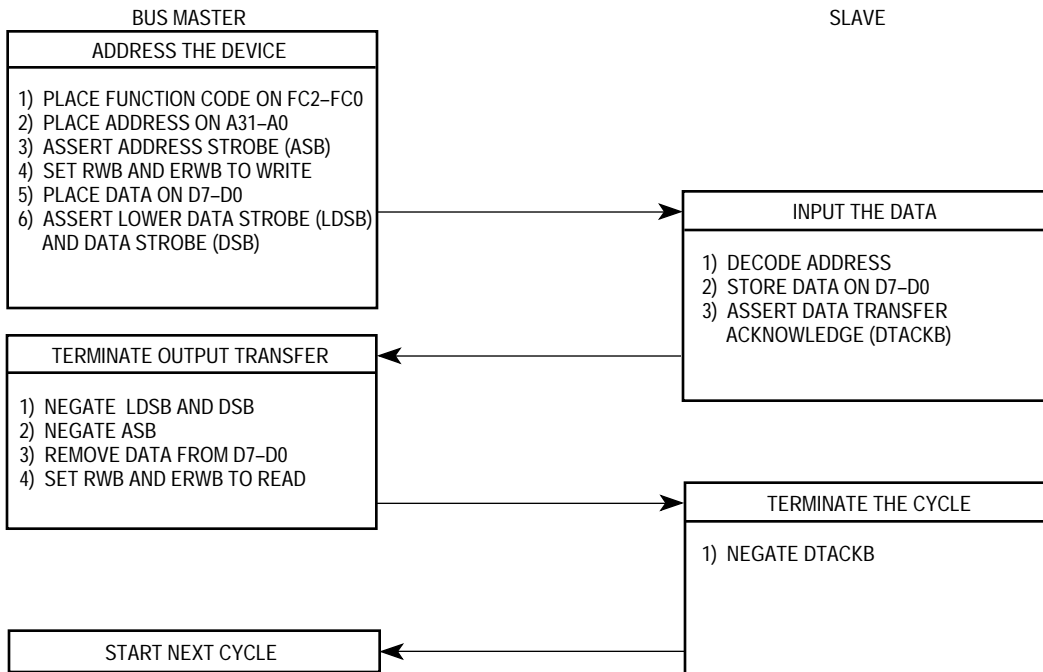 BUS MASTER
SLAVE
ADDRESS THE DEVICE
1) PLACE FUNCTION CODE ON FC2–FC0
2) PLACE ADDRESS ON A31–A0
3) ASSERT ADDRESS STROBE (ASB)
4) SET RWB AND ERWB TO WRITE
5) PLACE DATA ON D7–D0
6) ASSERT LOWER DATA STROBE (LDSB)
AND DATA STROBE (DSB)
INPUT THE DATA
1) DECODE ADDRESS
2) STORE DATA ON D7–D0
3) ASSERT DATA TRANSFER
ACKNOWLEDGE (DTACKB)
TERMINATE OUTPUT TRANSFER
1) NEGATE LDSB AND DSB
2) NEGATE ASB
3) REMOVE DATA FROM D7–D0
4) SET RWB AND ERWB TO READ
TERMINATE THE CYCLE
1) NEGATE DTACKB
START NEXT CYCLE